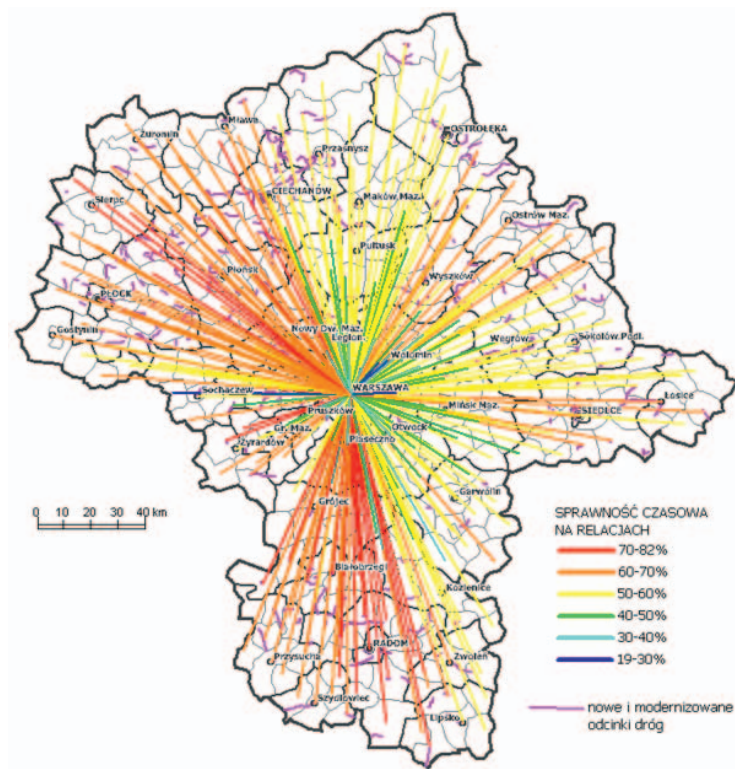 Mława
Żuromin
OSTROŁĘKA
Przasnysz
CIECHANÓW
Sierpc
Maków Maz.
Ostrów Maz.
Pułtusk
Płońsk
Wyszków
PŁOCK
Nowy Dw. Maz.
Gostynin
Legion.
Węgrów
Sokołów Podl.
Wołomin
WARSZAWA
Sochaczew
Łosice
Mińsk Maz.
Pruszków
SIEDLCE
Gr. Maz.
Otwock
Piaseczno
Żyrardów
Garwolin
Grójec
0 10 20 30 40 km
SPRAWNOŚĆ CZASOWA
NA RELACJACH
70-82%
60-70%
50-60%
40-50%
30-40%
19-30%
Białobrzegi
Kozienice
RADOM
Przysucha
Zwoleń
Szydłowiec
Lipsko
nowe i modernizowane
odcinki dróg